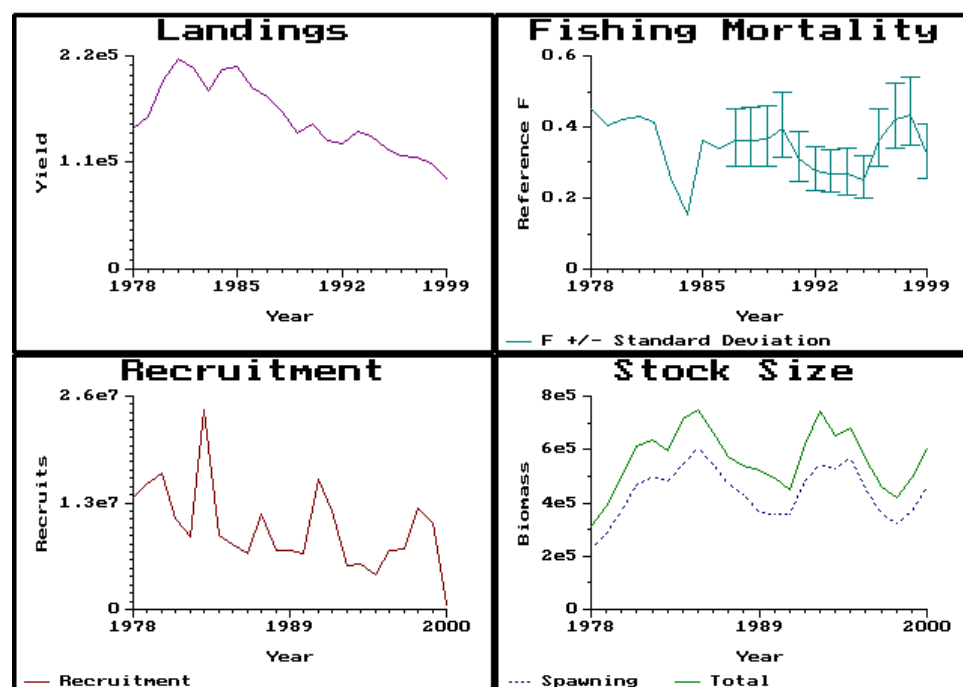 Landings
2.2e5
1.1e5
0
Yield
1978 1985 1992 1999
Year
Fishing Mortality
0.6
0.4
0.2
0
Reference F
1978 1985 1992 1999
Year
F +/- Standard Deviation
Recruitment
2.6e7
1.3e7
0
Recruits
1978 1989 2000
Year
Recruitment
Stock Size
8e5
6e5
4e5
2e5
0
Biomass
1978 1989 2000
Year
Spawning Total